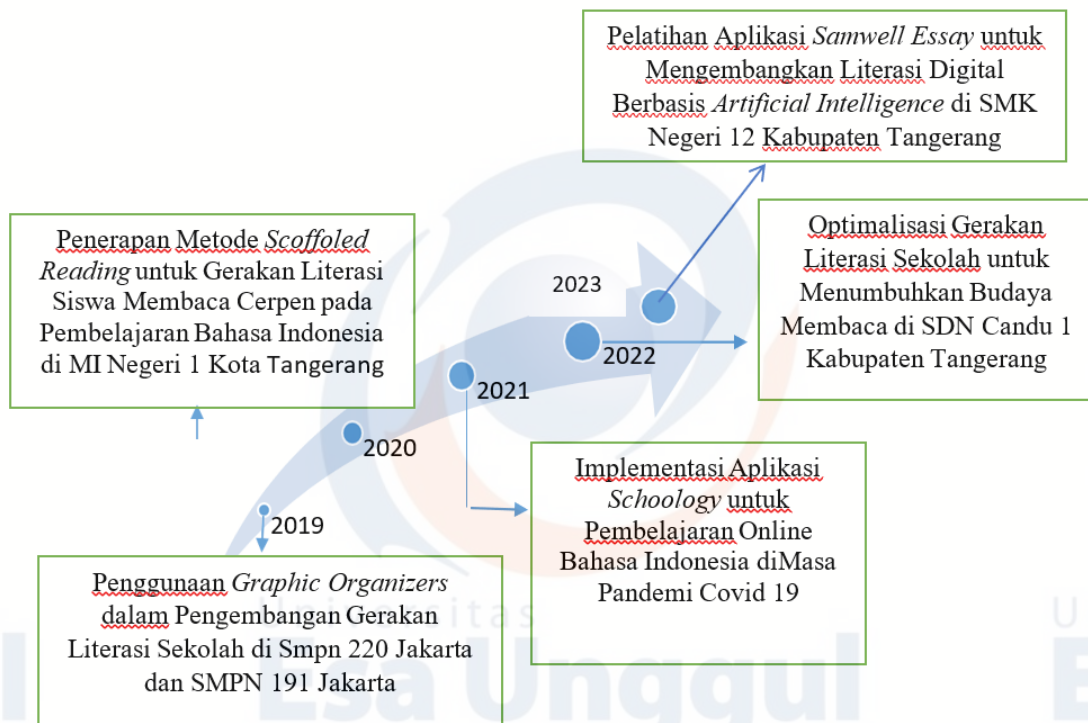 Pelatihan Aplikasi Samwell Essay untuk
Mengembangkan Literasi Digital
Berbasis Artificial Intelligence di SMK
Negeri 12 Kabupaten Tangerang
Penerapan Metode Scoffoled
Reading untuk Gerakan Literasi
Siswa Membaca Cerpen pada
Pembelajaran Bahasa Indonesia
di MI Negeri 1 Kota Tangerang
Optimalisasi Gerakan
Literasi Sekolah untuk
Menumbuhkan Budaya
Membaca di SDN Candu 1
Kabupaten Tangerang
2023
2022
2021
2020
2019
Implementasi Aplikasi
Schoology untuk
Pembelajaran Online
Bahasa Indonesia diMasa
Pandemi Covid 19
Penggunaan Graphic Organizers
dalam Pengembangan Gerakan
Literasi Sekolah di Smpn 220 Jakarta
dan SMPN 191 Jakarta
Universitas
Esa Unggul